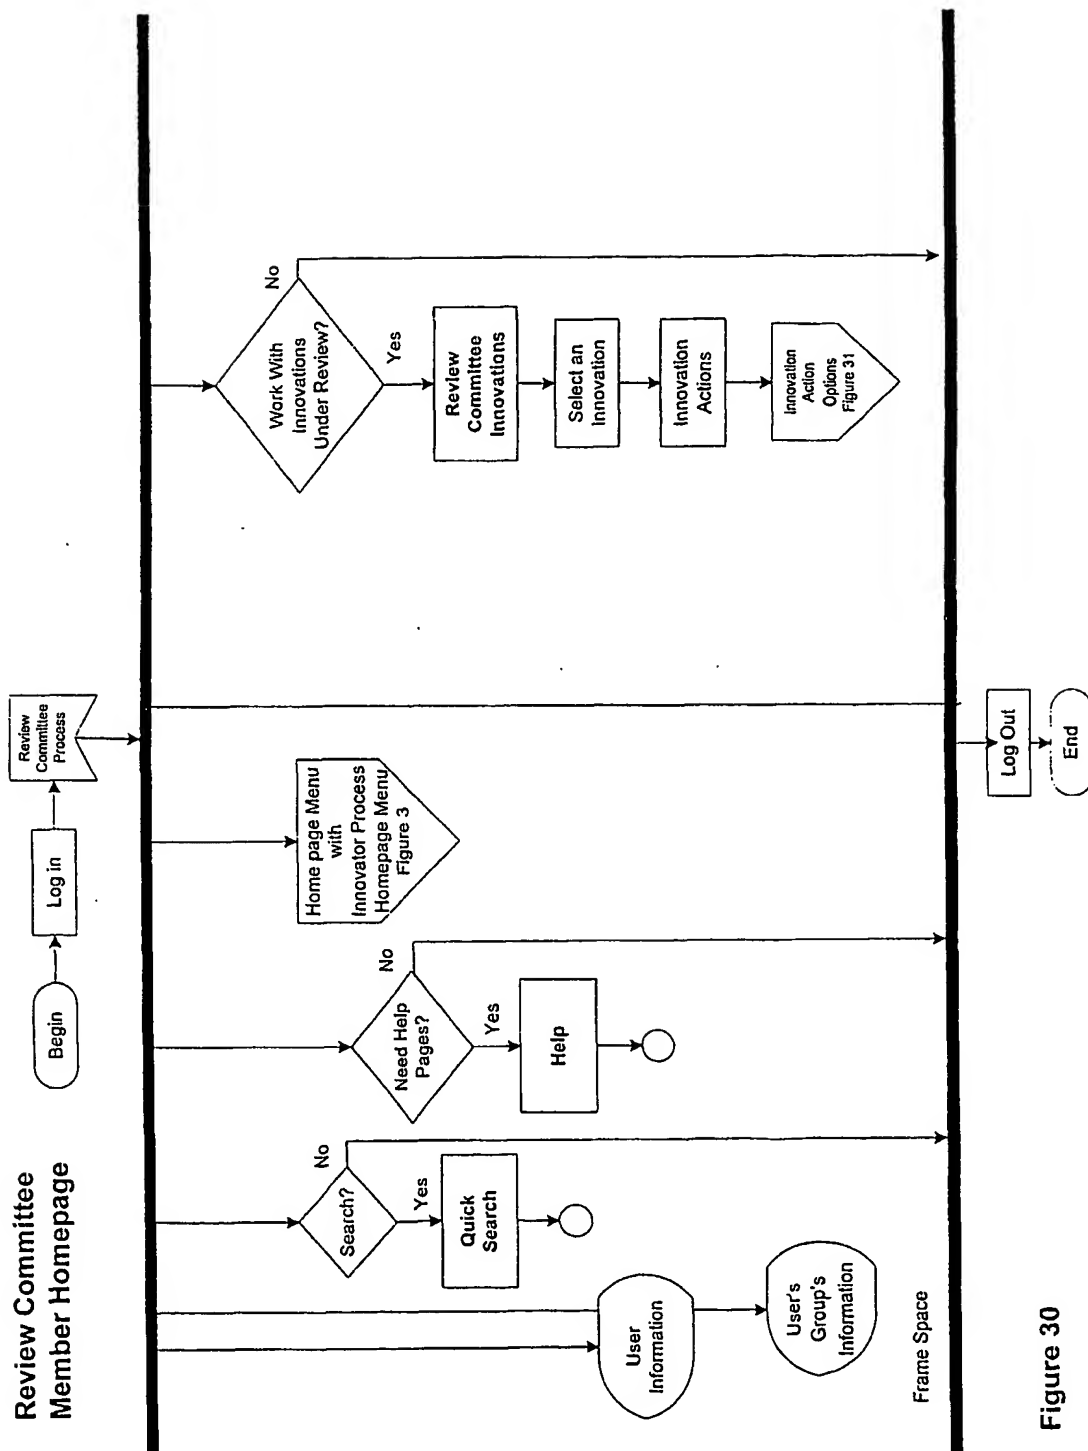 Review Committee
Member Homepage
Begin
Log in
Review
Committee
Process
User
Information
User's
Group's
Information
Frame Space
Search?
No
Yes
Quick
Search
Need Help
Pages?
No
Yes
Help
Home page Menu
with
Innovator Process
Homepage Menu
Figure 3
Work With
Innovations
Under Review?
No
Yes
Review
Committee
Innovations
Select an
Innovation
Innovation
Actions
Innovation
Action
Options
Figure 31
Log Out
End
Figure 30